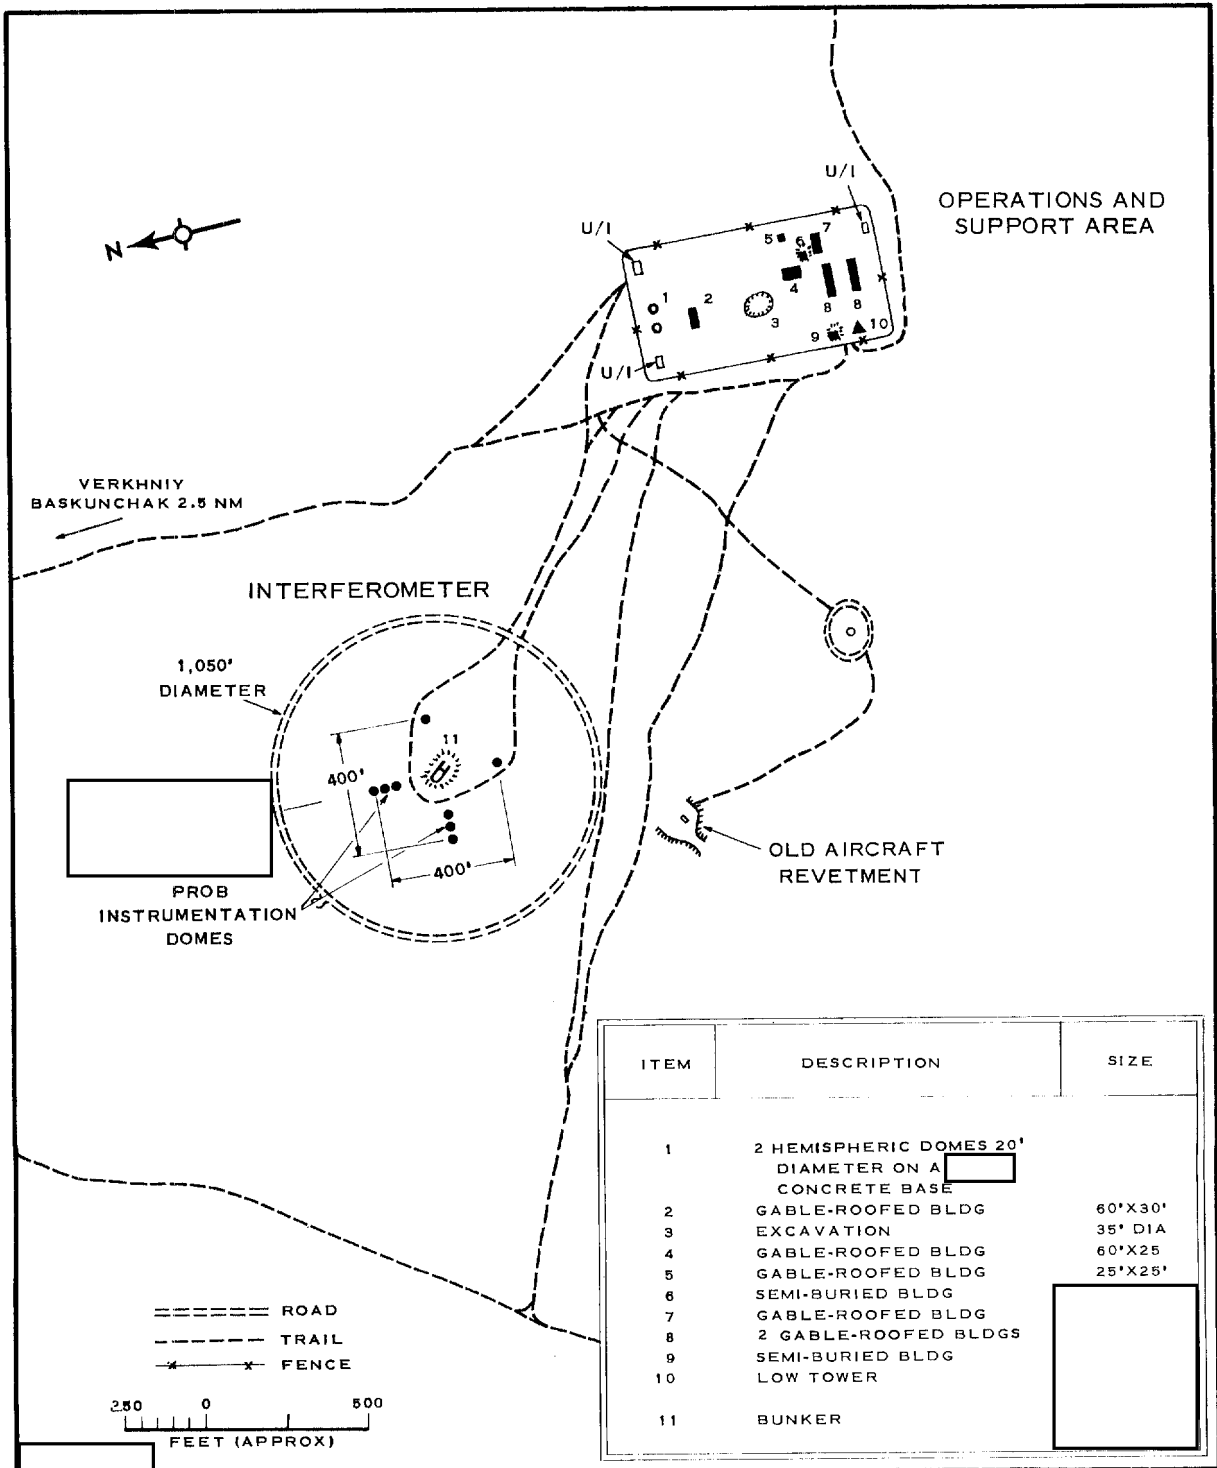 U/I
OPERATIONS AND
SUPPORT AREA
U/I
N
5
6
7
4
1
2
3
8
8
9
10
U/I
VERKHNIY
BASKUNCHAK 2.5 NM
INTERFEROMETER
1,050'
DIAMETER
11
400'
400'
OLD AIRCRAFT
REVETMENT
PROB
INSTRUMENTATION
DOMES
ITEM DESCRIPTION SIZE
1 2 HEMISPHERIC DOMES 20'
DIAMETER ON A
CONCRETE BASE
2 GABLE-ROOFED BLDG 60'X30'
3 EXCAVATION 35' DIA
4 GABLE-ROOFED BLDG 60'X25
5 GABLE-ROOFED BLDG 25'X25'
6 SEMI-BURIED BLDG
7 GABLE-ROOFED BLDG
8 2 GABLE-ROOFED BLDGS
9 SEMI-BURIED BLDG
10 LOW TOWER
11 BUNKER
ROAD
TRAIL
FENCE
250 0 500
FEET (APPROX)